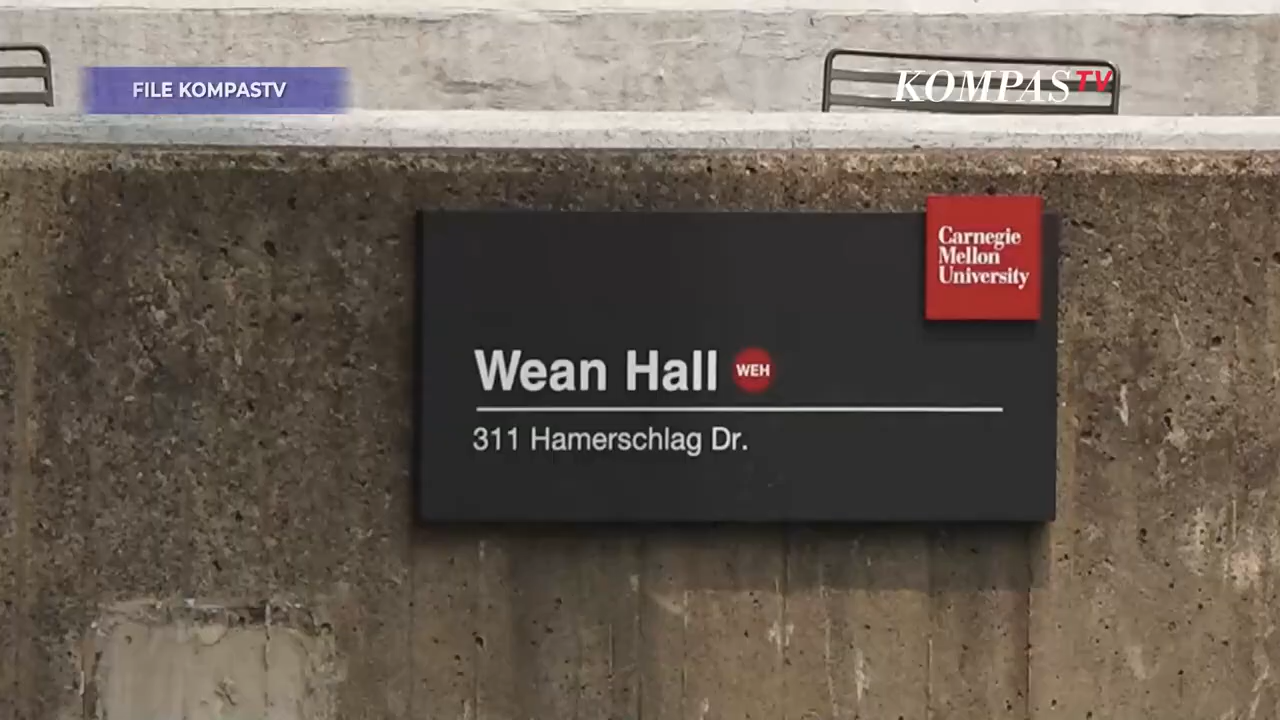 FILE KOMPASTV
KOMPASTV
Carnegie
Mellon
University
Wean Hall WEH
311 Hamerschlag Dr.